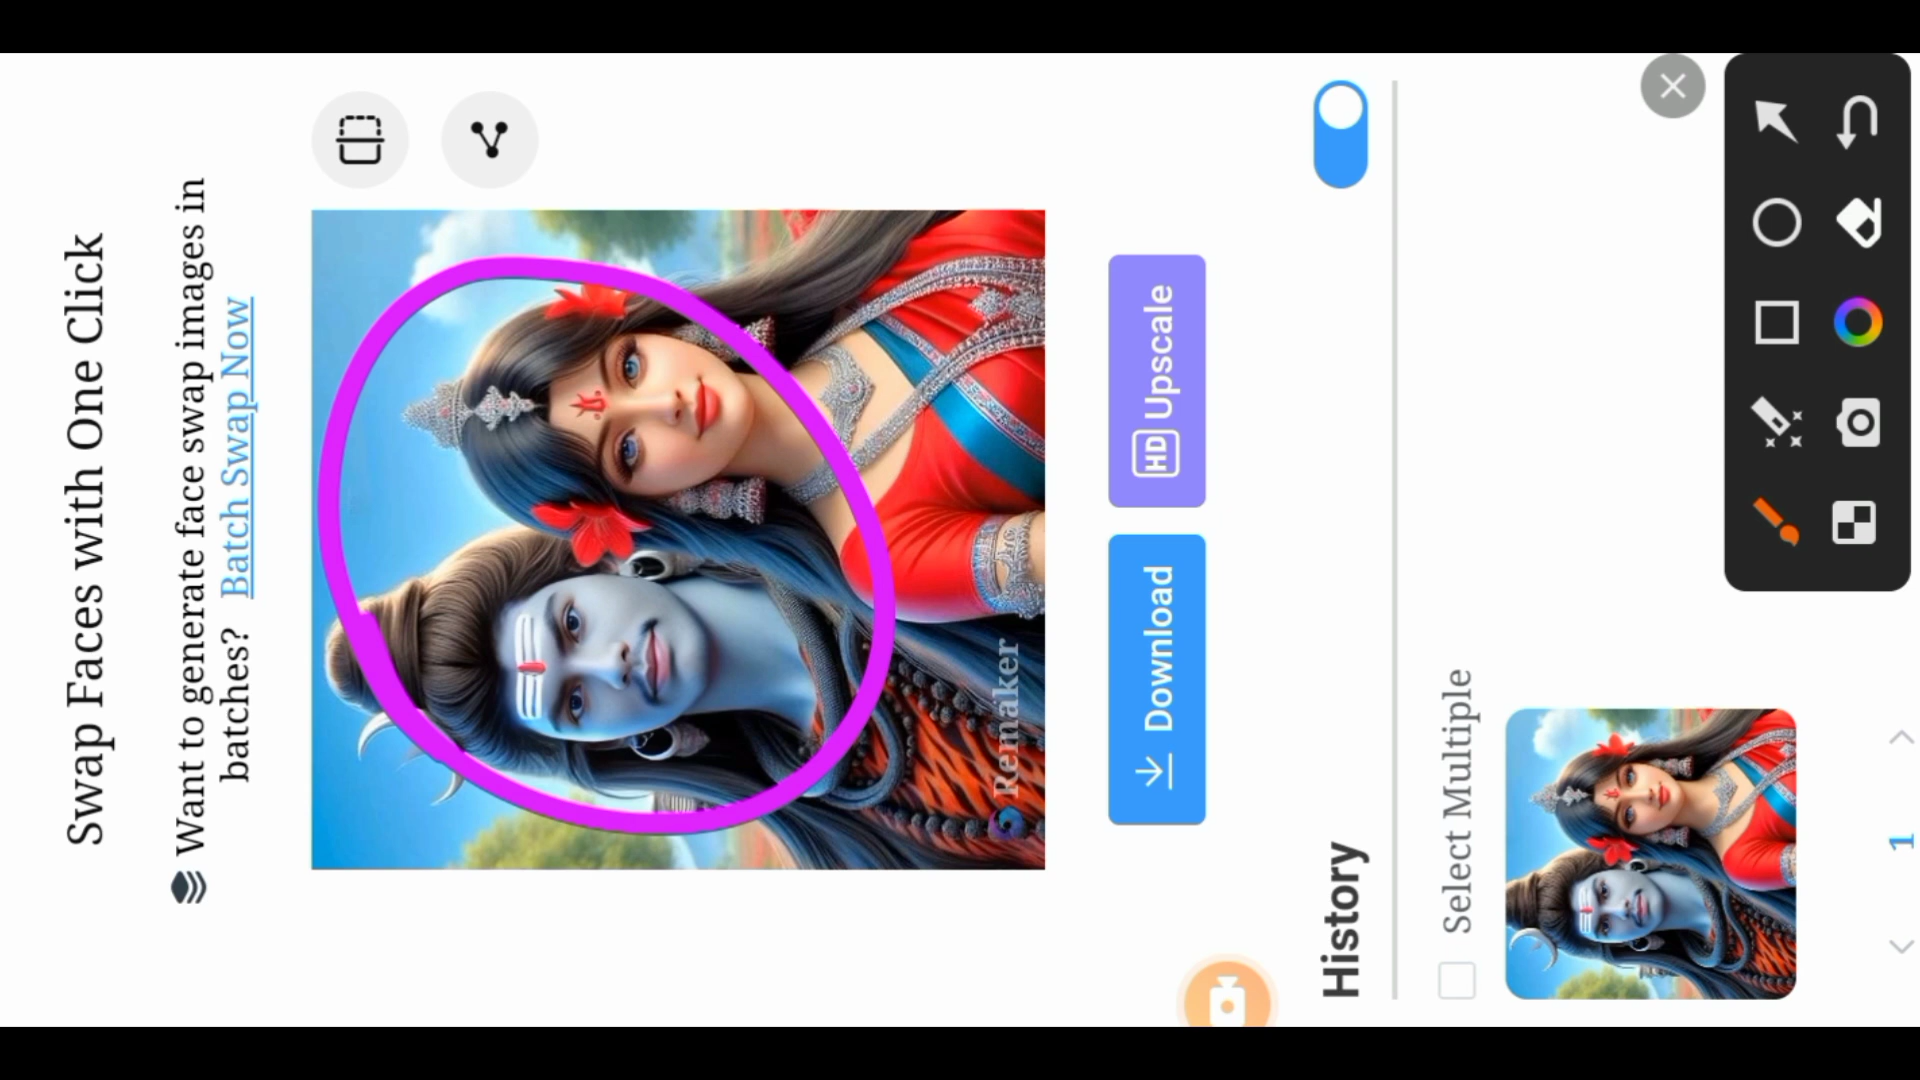 Swap Faces with One Click
Want to generate face swap images in
batches? Batch Swap Now
Remaker
Download
HD Upscale
History
Select Multiple
1